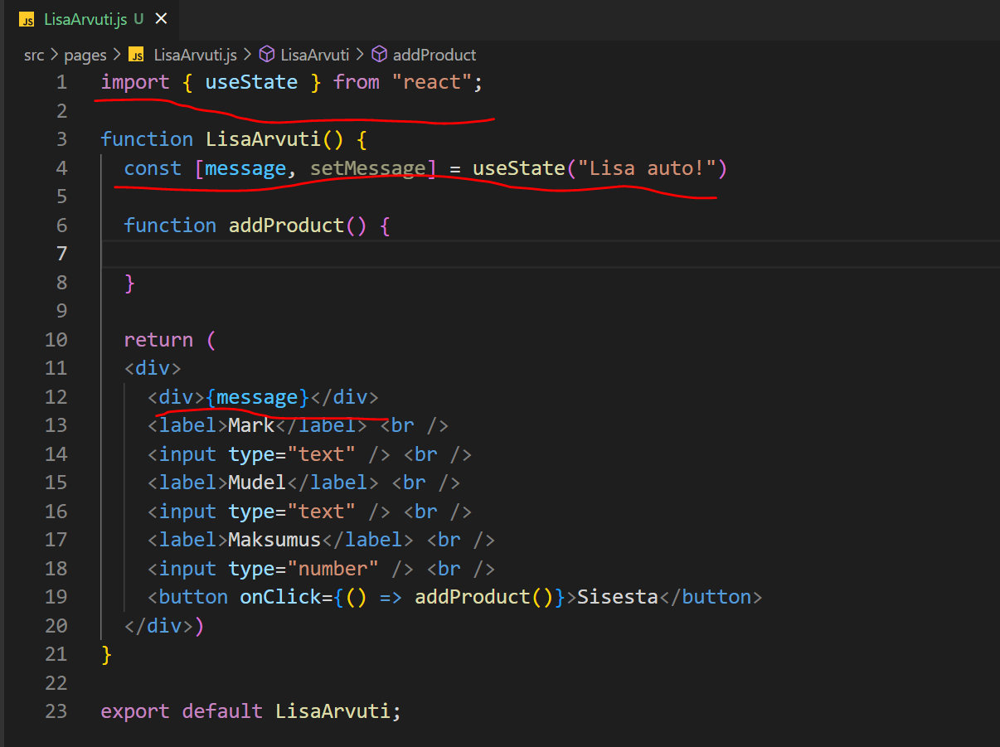 JS LisaArvuti.js U ×
src > pages > JS LisaArvuti.js > LisaArvuti > addProduct
1 import { useState } from "react";
2
3 function LisaArvuti() {
4   const [message, setMessage] = useState("Lisa auto!")
5
6   function addProduct() {
7
8   }
9
10   return (
11   <div>
12     <div>{message}</div>
13     <label>Mark</label> <br />
14     <input type="text" /> <br />
15     <label>Mudel</label> <br />
16     <input type="text" /> <br />
17     <label>Maksumus</label> <br />
18     <input type="number" /> <br />
19     <button onClick={() => addProduct()}>Sisesta</button>
20   </div>)
21 }
22
23 export default LisaArvuti;